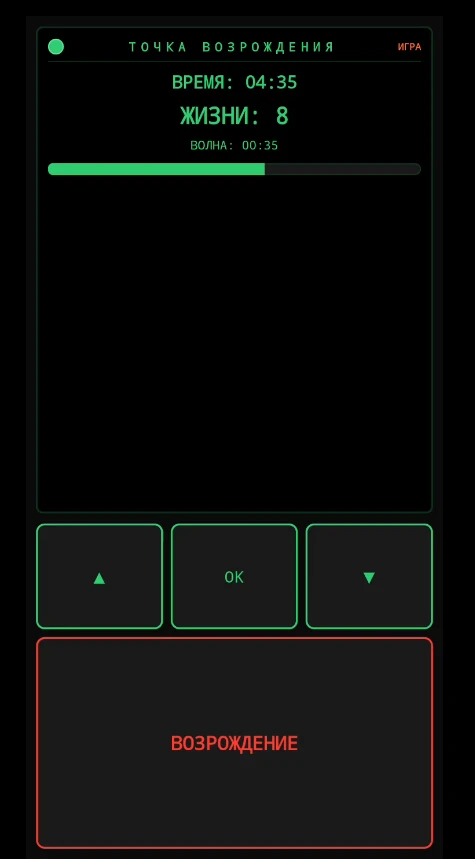 ТОЧКА ВОЗРОЖДЕНИЯ ИГРА
ВРЕМЯ: 04:35
ЖИЗНИ: 8
ВОЛНА: 00:35
▲ OK ▼
ВОЗРОЖДЕНИЕ